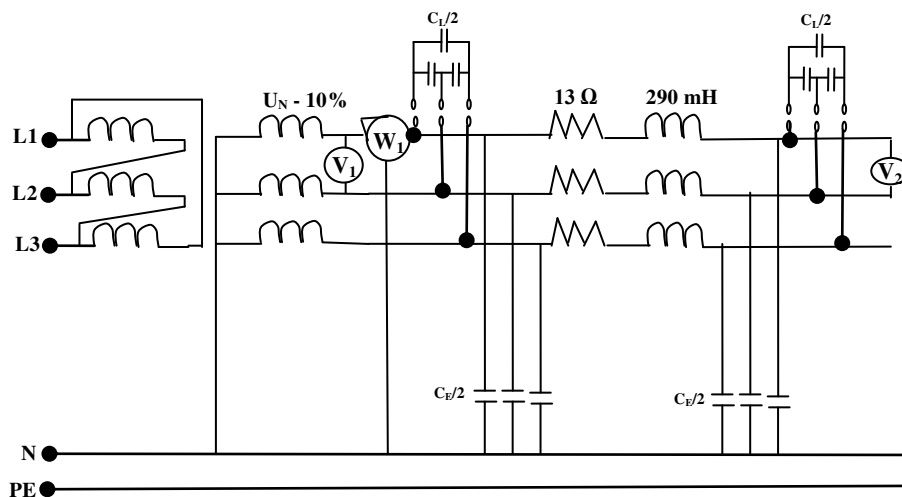 C_L/2
C_L/2
U_N - 10%
13 Ω
290 mH
L1
W_1
V_1
V_2
L2
L3
C_E/2
C_E/2
N
PE